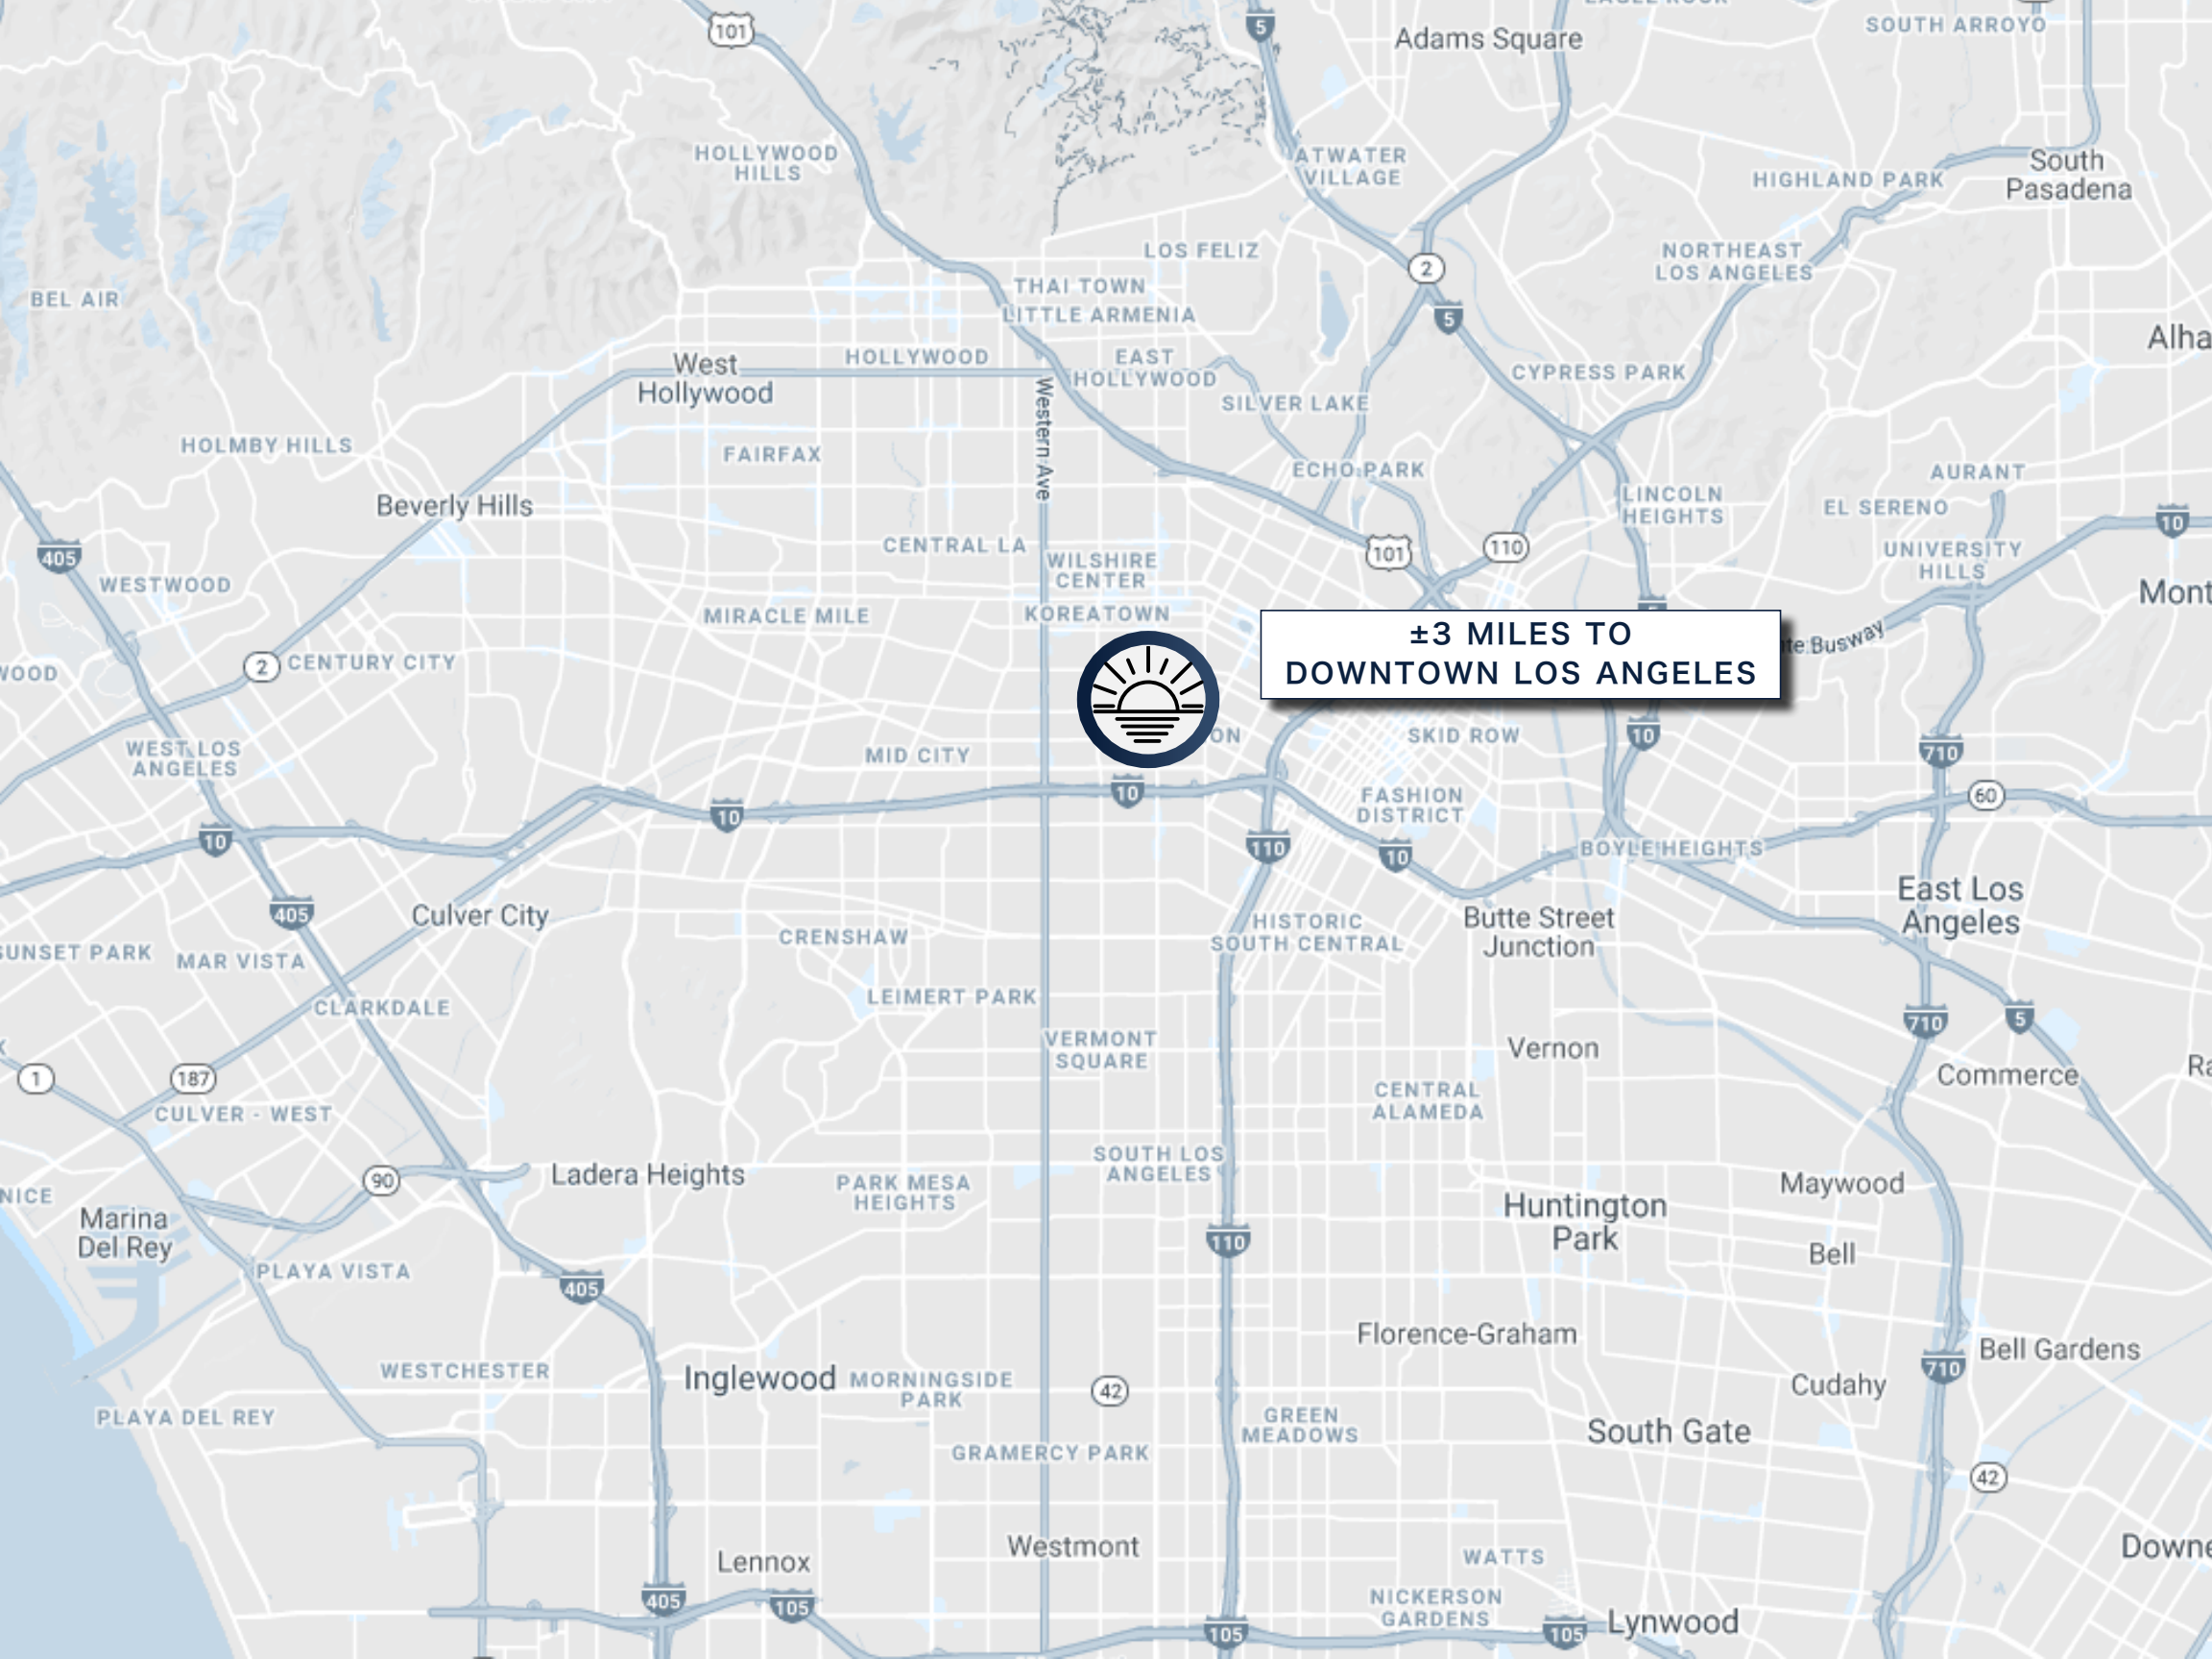 EAGLE ROCK
101
5
Adams Square
SOUTH ARROYO
HOLLYWOOD
HILLS
ATWATER
VILLAGE
HIGHLAND PARK
South
Pasadena
LOS FELIZ
NORTHEAST
LOS ANGELES
2
BEL AIR
THAI TOWN
LITTLE ARMENIA
5
Alha
West
Hollywood
HOLLYWOOD
EAST
HOLLYWOOD
CYPRESS PARK
SILVER LAKE
Western Ave
HOLMBY HILLS
FAIRFAX
ECHO PARK
AURANT
Beverly Hills
LINCOLN
HEIGHTS
EL SERENO
10
405
CENTRAL LA
WILSHIRE
CENTER
101
110
UNIVERSITY
HILLS
WESTWOOD
Mont
MIRACLE MILE
KOREATOWN
5
±3 MILES TO
DOWNTOWN LOS ANGELES
te Busway
WOOD
2
CENTURY CITY
WEST LOS
ANGELES
MID CITY
ON
SKID ROW
10
710
10
10
10
FASHION
DISTRICT
60
110
10
BOYLE HEIGHTS
405
Culver City
CRENSHAW
HISTORIC
SOUTH CENTRAL
Butte Street
Junction
East Los
Angeles
SUNSET PARK
MAR VISTA
CLARKDALE
LEIMERT PARK
VERMONT
SQUARE
Vernon
710
5
1
187
Commerce
Ra
CULVER - WEST
CENTRAL
ALAMEDA
90
Ladera Heights
PARK MESA
HEIGHTS
SOUTH LOS
ANGELES
Maywood
NICE
Marina
Del Rey
Huntington
Park
110
Bell
PLAYA VISTA
405
Florence-Graham
Bell Gardens
WESTCHESTER
Inglewood
MORNINGSIDE
PARK
42
710
Cudahy
PLAYA DEL REY
GREEN
MEADOWS
South Gate
GRAMERCY PARK
42
Westmont
Lennox
WATTS
Downe
405
105
NICKERSON
GARDENS
105
105
Lynwood